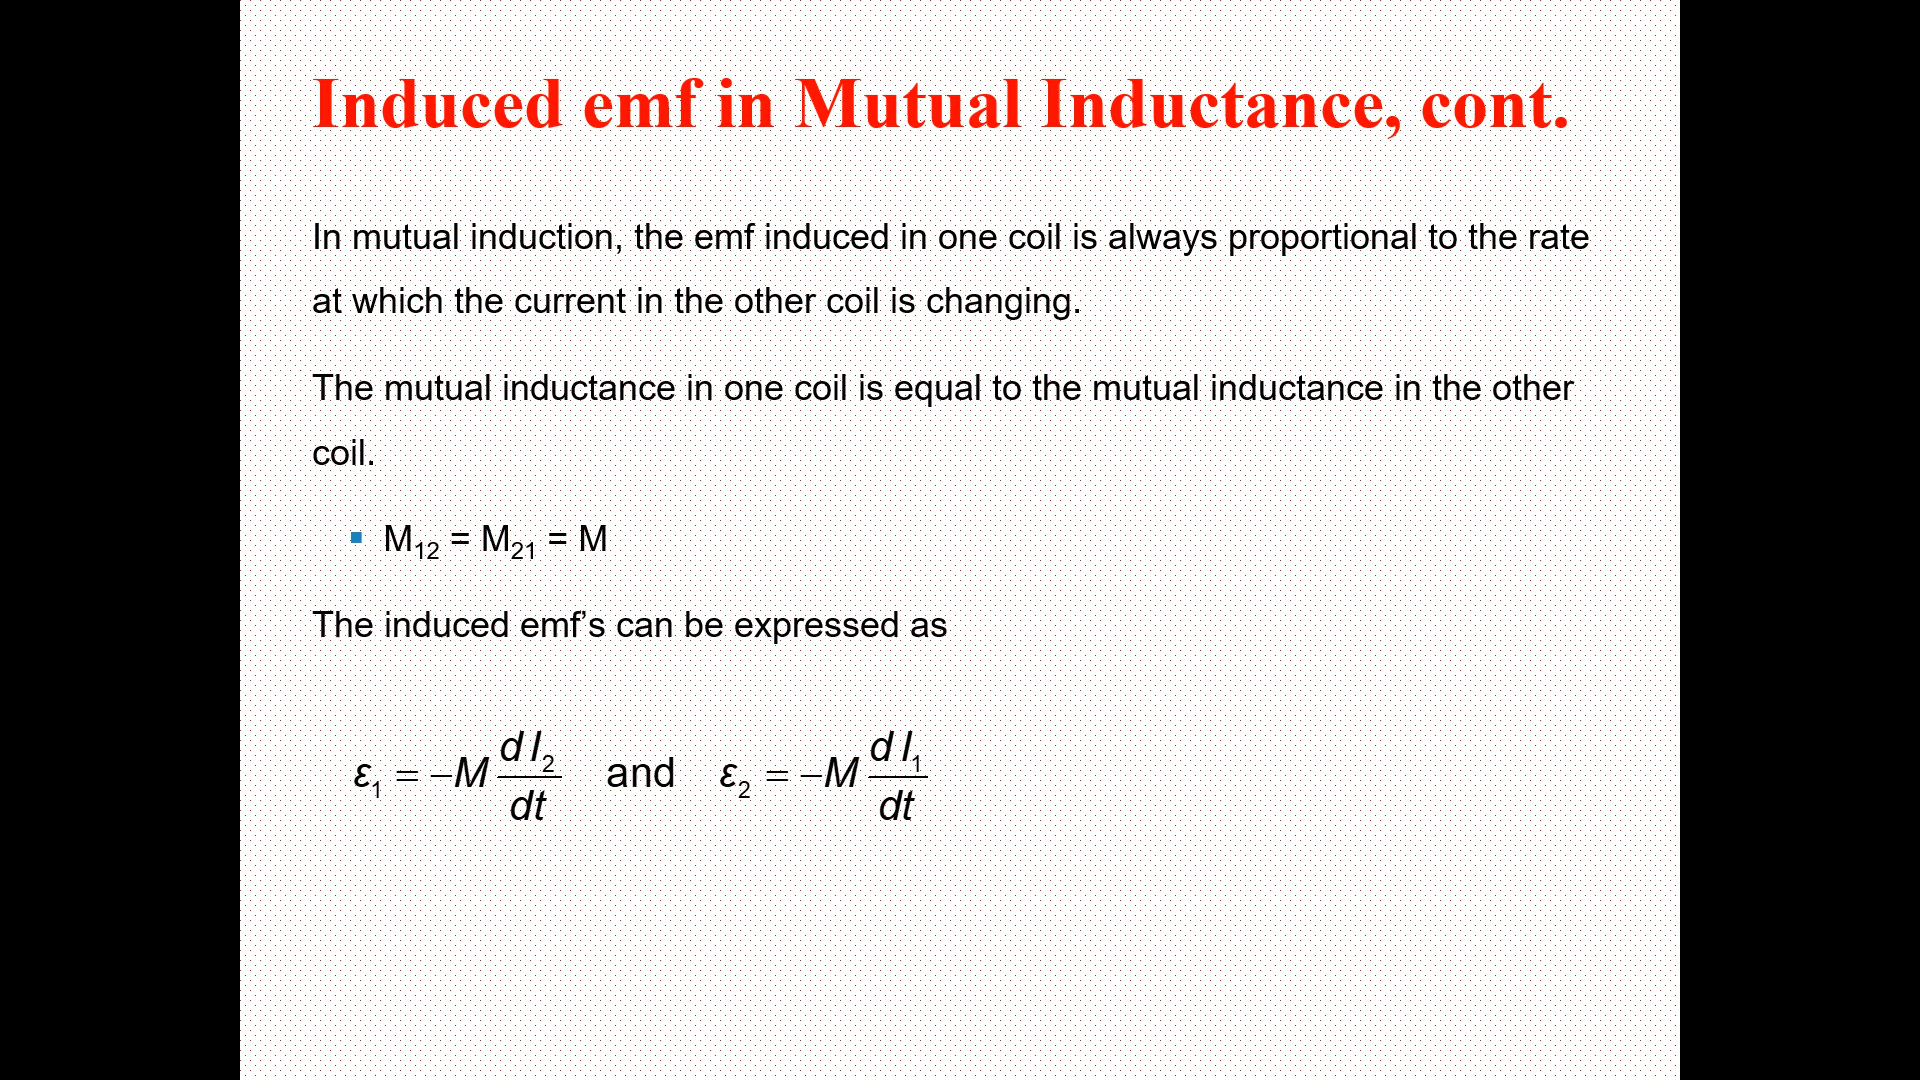 Induced emf in Mutual Inductance, cont.
In mutual induction, the emf induced in one coil is always proportional to the rate
at which the current in the other coil is changing.
The mutual inductance in one coil is equal to the mutual inductance in the other
coil.
▪ M₁₂ = M₂₁ = M
The induced emf’s can be expressed as
ε₁ = −M d I₂/dt and ε₂ = −M d I₁/dt